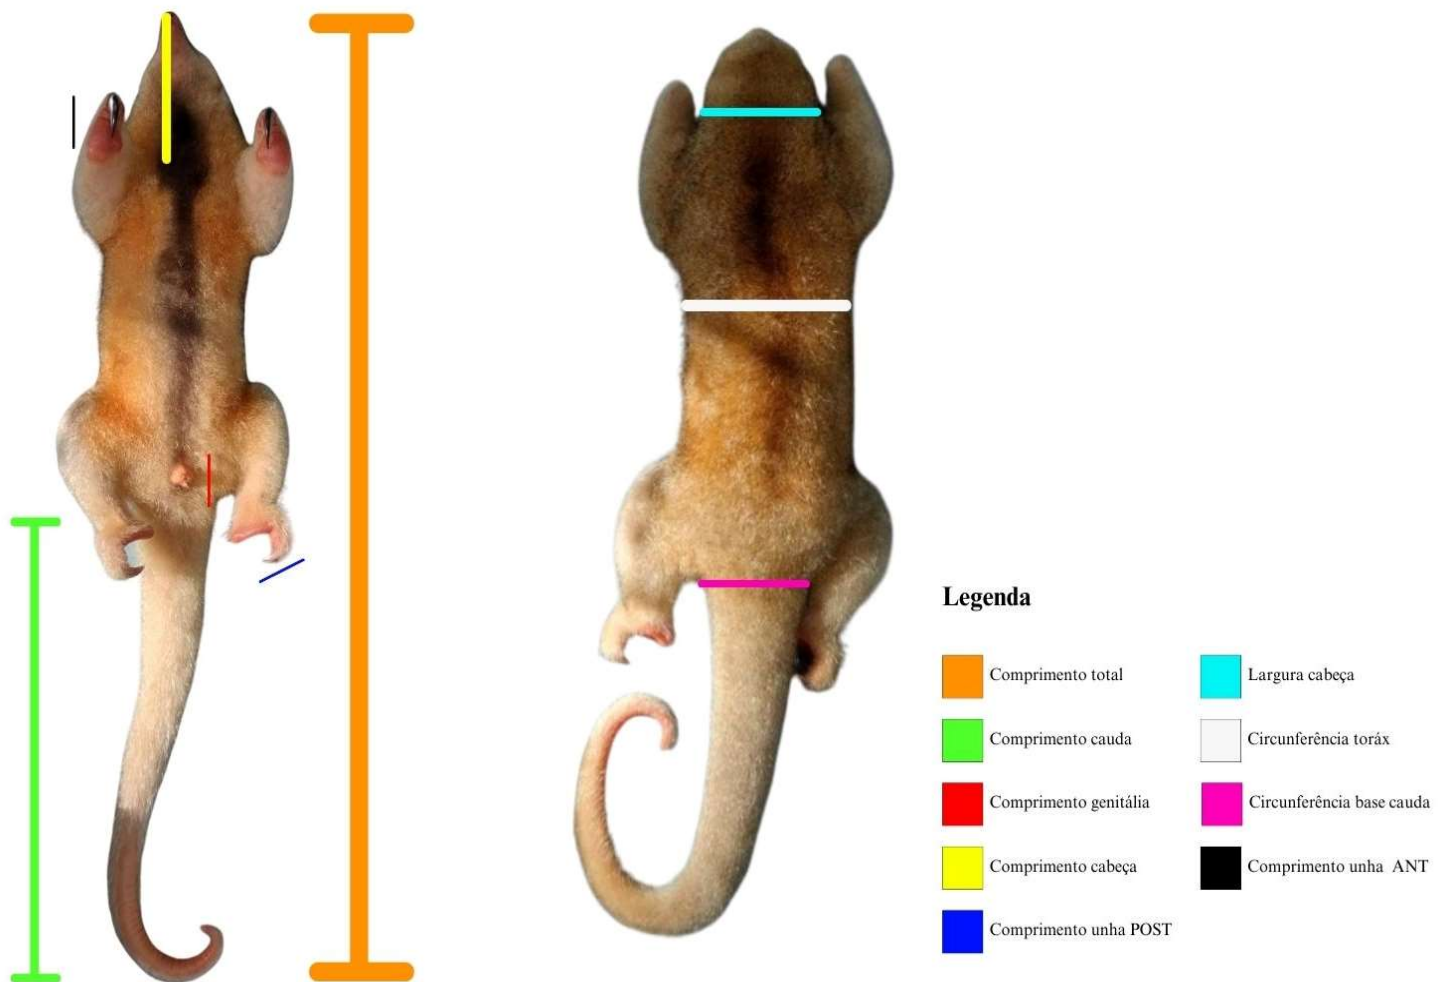 Legenda
Comprimento total
Largura cabeça
Comprimento cauda
Circunferência toráx
Comprimento genitália
Circunferência base cauda
Comprimento cabeça
Comprimento unha ANT
Comprimento unha POST